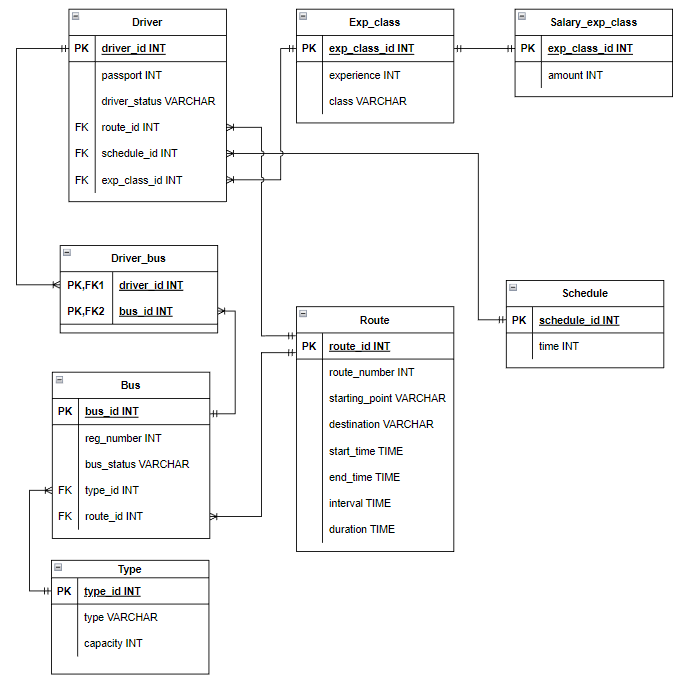 Driver
PK driver_id INT
passport INT
driver_status VARCHAR
FK route_id INT
FK schedule_id INT
FK exp_class_id INT
Exp_class
PK exp_class_id INT
experience INT
class VARCHAR
Salary_exp_class
PK exp_class_id INT
amount INT
Driver_bus
PK,FK1 driver_id INT
PK,FK2 bus_id INT
Schedule
PK schedule_id INT
time INT
Route
PK route_id INT
route_number INT
starting_point VARCHAR
destination VARCHAR
start_time TIME
end_time TIME
interval TIME
duration TIME
Bus
PK bus_id INT
reg_number INT
bus_status VARCHAR
FK type_id INT
FK route_id INT
Type
PK type_id INT
type VARCHAR
capacity INT